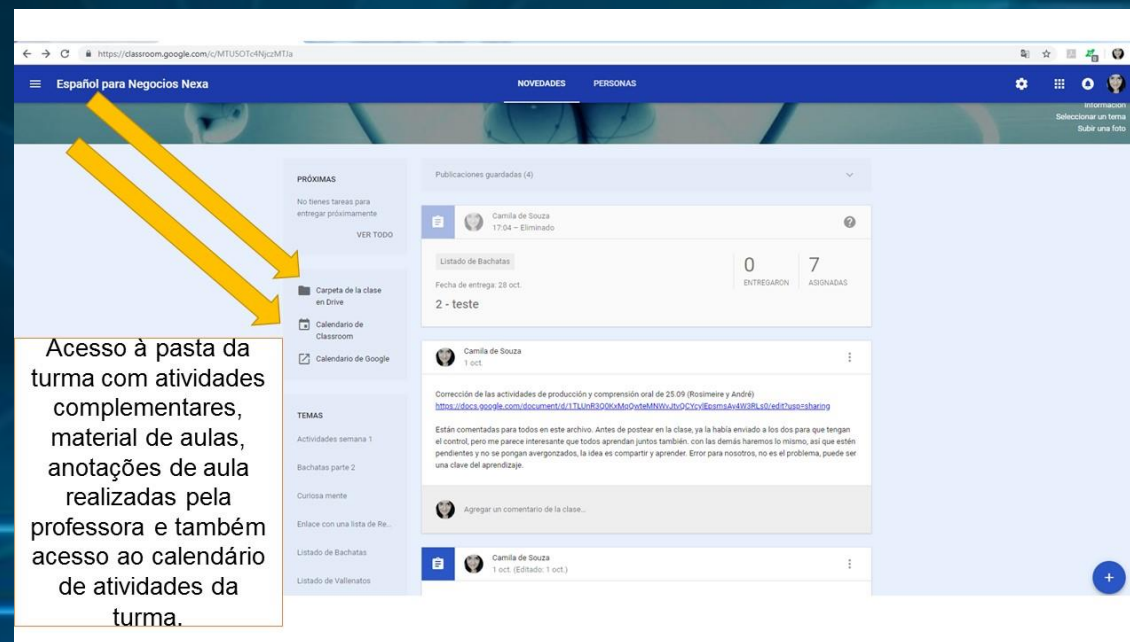 https://classroom.google.com/c/MTU5OTc4NjczMTJa
Español para Negocios Nexa
NOVEDADES
PERSONAS
Información
Seleccionar un tema
Subir una foto
PRÓXIMAS
No tienes tareas para
entregar próximamente
VER TODO
Carpeta de la clase
en Drive
Calendario de
Classroom
Calendario de Google
TEMAS
Actividades semana 1
Bachatas parte 2
Curiosa mente
Enlace con una lista de Re...
Listado de Bachatas
Listado de Vallenatos
Publicaciones guardadas (4)
Camila de Souza
17:04 – Eliminado
Listado de Bachatas
Fecha de entrega: 28 oct.
2 - teste
0
ENTREGARON
7
ASIGNADAS
Camila de Souza
1 oct.
Corrección de las actividades de producción y comprensión oral de 25.09 (Rosimeire y André)
Están comentadas para todos en este archivo. Antes de postear en la clase, ya la había enviado a los dos para que tengan
el control, pero me parece interesante que todos aprendan juntos también. con las demás haremos lo mismo, así que estén
pendientes y no se pongan avergonzados, la idea es compartir y aprender. Error para nosotros, no es el problema, puede ser
una clave del aprendizaje.
Agregar un comentario de la clase...
Camila de Souza
1 oct. (Editado: 1 oct.)
Acesso à pasta da
turma com atividades
complementares,
material de aulas,
anotações de aula
realizadas pela
professora e também
acesso ao calendário
de atividades da
turma.